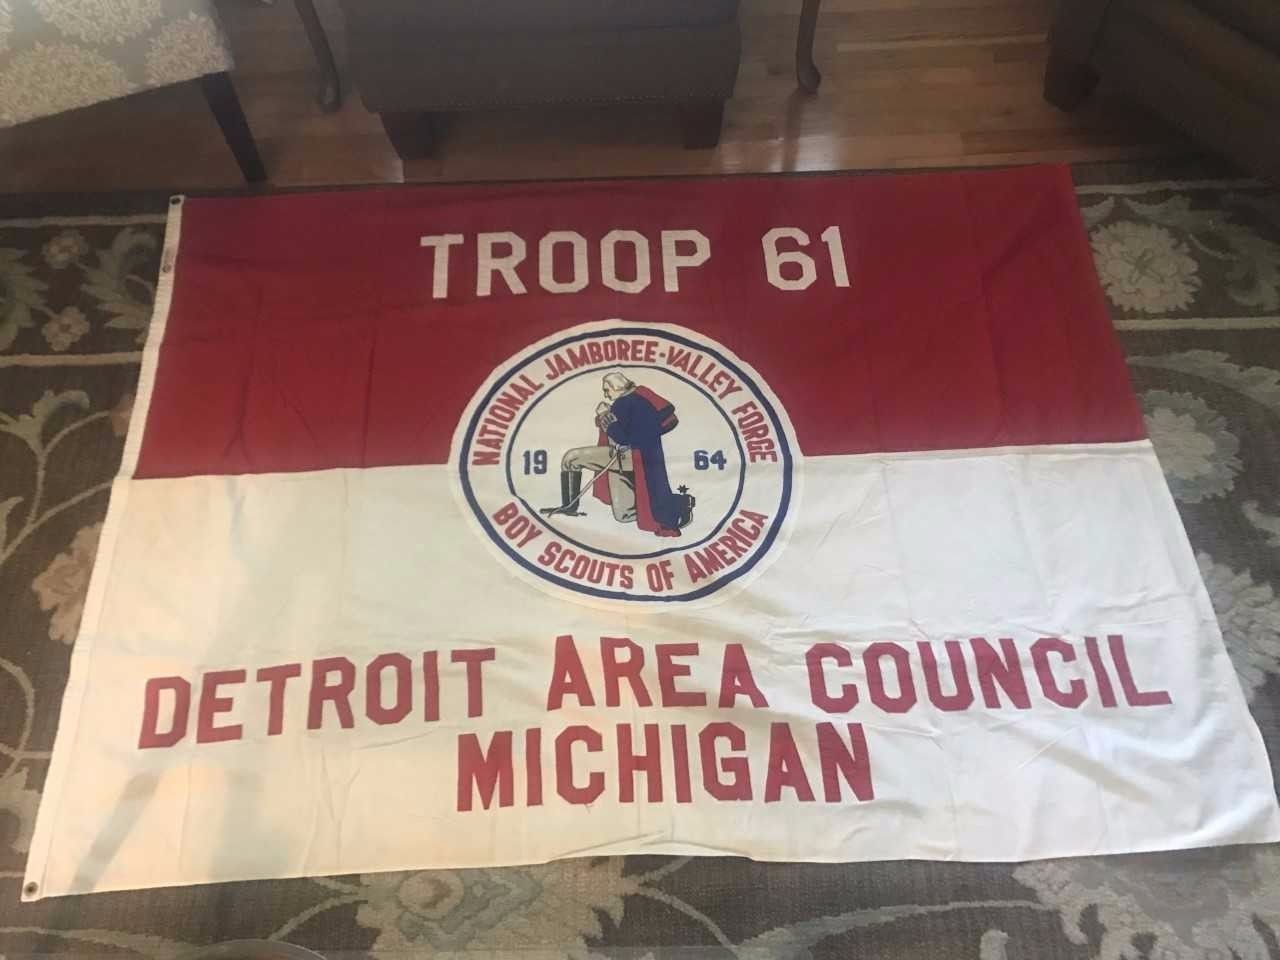 TROOP 61
NATIONAL JAMBOREE-VALLEY FORGE
19 64
BOY SCOUTS OF AMERICA
DETROIT AREA COUNCIL
MICHIGAN